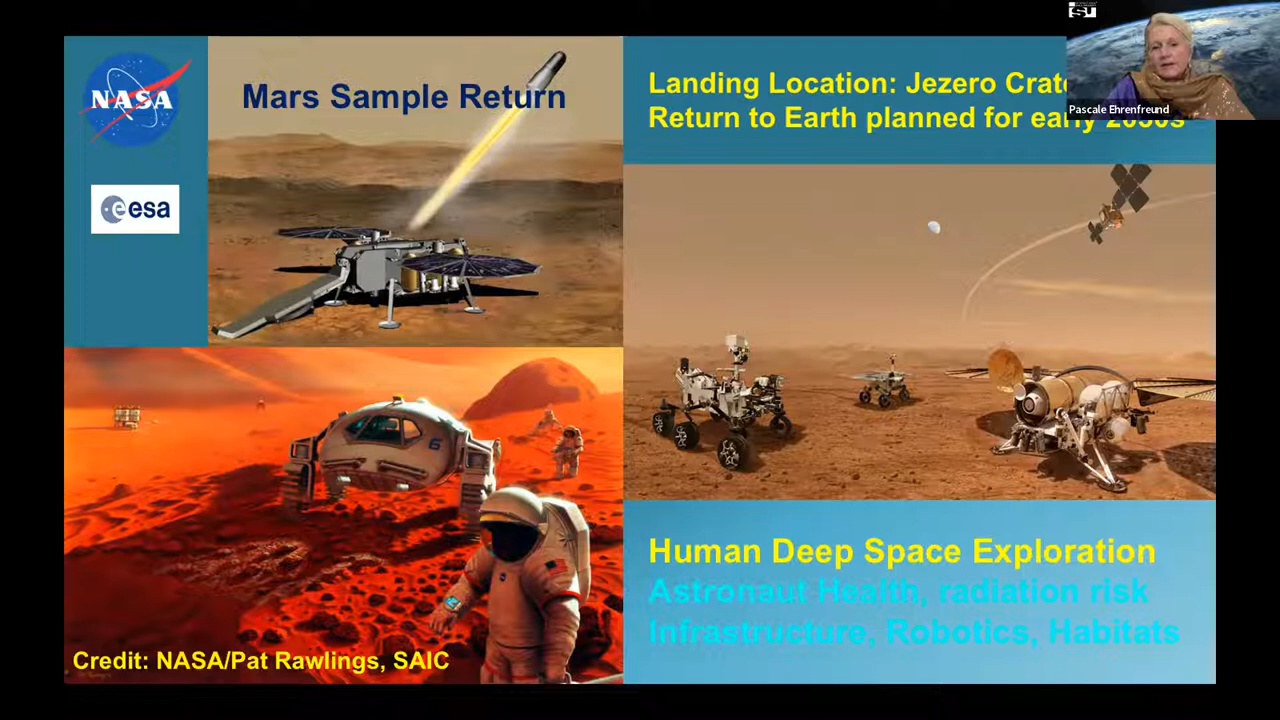 NASA
esa
Mars Sample Return
Landing Location: Jezero
Return to Earth planned for early
Pascale Ehrenfreund
6
Human Deep Space Exploration
Astronaut Health, radiation risk
Infrastructure, Robotics, Habitats
Credit: NASA/Pat Rawlings, SAIC